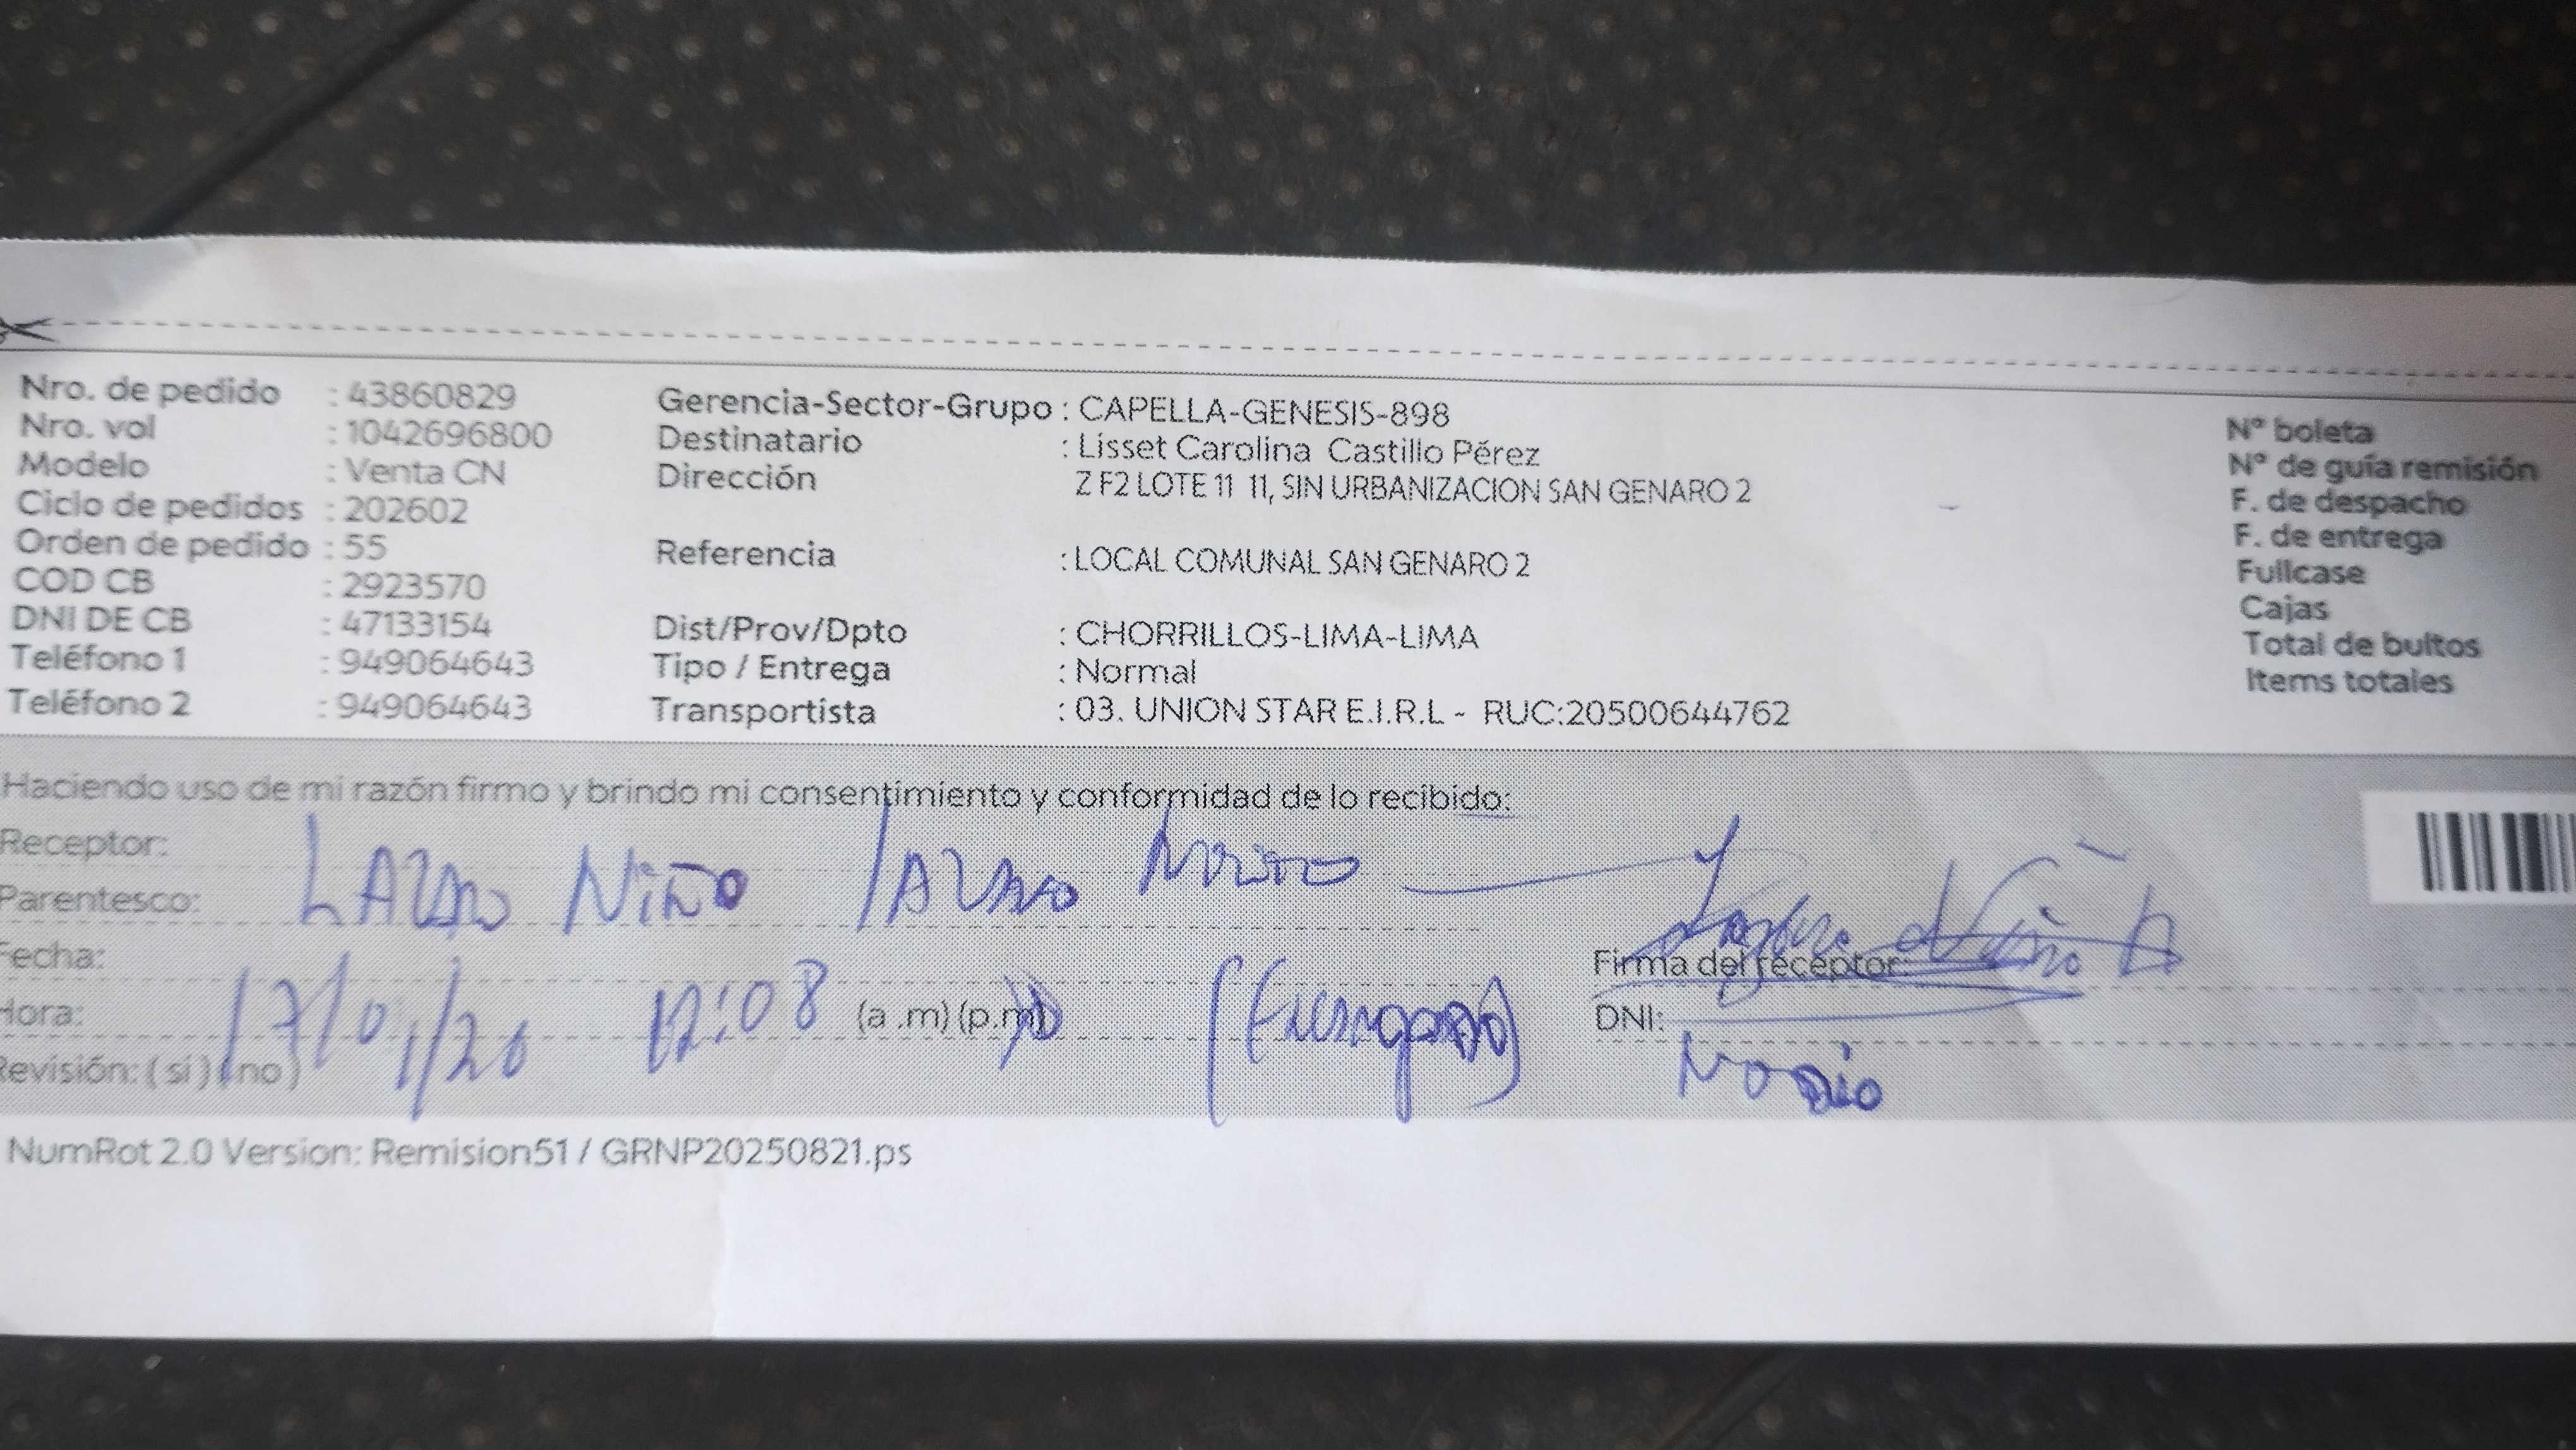 Nro. de pedido : 43860829
Nro. vol : 1042696800
Modelo : Venta CN
Ciclo de pedidos : 202602
Orden de pedido : 55
COD CB : 2923570
DNI DE CB : 47133154
Teléfono 1 : 949064643
Teléfono 2 : 949064643
Gerencia-Sector-Grupo : CAPELLA-GENESIS-898
Destinatario : Lisset Carolina Castillo Pérez
Dirección Z F2 LOTE 11 11, SIN URBANIZACION SAN GENARO 2
Referencia : LOCAL COMUNAL SAN GENARO 2
Dist/Prov/Dpto : CHORRILLOS-LIMA-LIMA
Tipo / Entrega : Normal
Transportista : 03. UNION STAR E.I.R.L - RUC:20500644762
N° boleta
N° de guía remisión
F. de despacho
F. de entrega
Fullcase
Cajas
Total de bultos
Items totales
Haciendo uso de mi razón firmo y brindo mi consentimiento y conformidad de lo recibido:
Receptor:
Parentesco: Niño
Fecha:
Hora: 12:08 (a .m) (p.m)
Revisión: ( si ) ( no )
Firma del receptor:
DNI:
NumRot 2.0 Version: Remision51 / GRNP20250821.ps